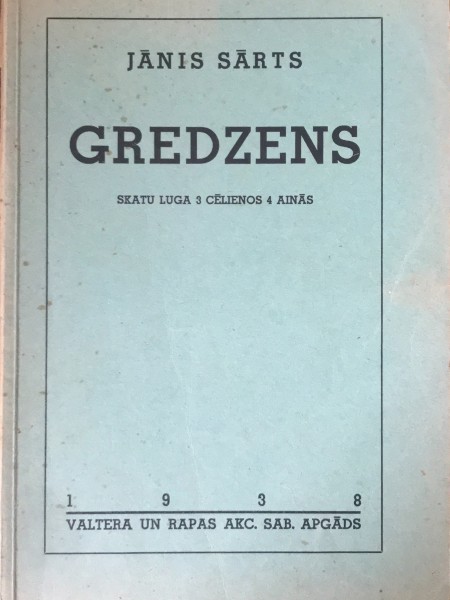 JĀNIS SĀRTS
GREDZENS
SKATU LUGA 3 CĒLIENOS 4 AINĀS
1 9 3 8
VALTERA UN RAPAS AKC. SAB. APGĀDS